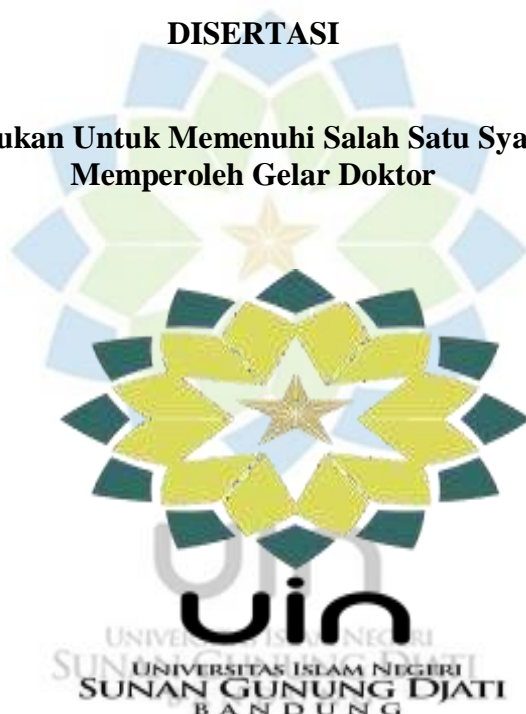 DISERTASI
ukan Untuk Memenuhi Salah Satu Sya
Memperoleh Gelar Doktor
uin
UNIVERSITAS ISLAM NEGERI
SUNAN GUNUNG DJATI
BANDUNG